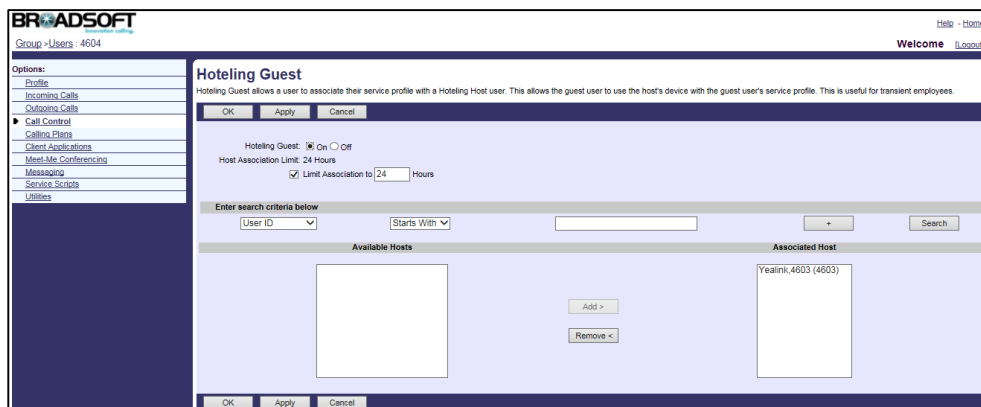 BROADSOFT
innovation calling.
Help - Home
Group >Users : 4604
Welcome [Logout
Options:
Profile
Incoming Calls
Outgoing Calls
Call Control
Calling Plans
Client Applications
Meet-Me Conferencing
Messaging
Service Scripts
Utilities
Hoteling Guest
Hoteling Guest allows a user to associate their service profile with a Hoteling Host user. This allows the guest user to use the host's device with the guest user's service profile. This is useful for transient employees.
OK Apply Cancel
Hoteling Guest: On Off
Host Association Limit: 24 Hours
Limit Association to 24 Hours
Enter search criteria below
User ID Starts With + Search
Available Hosts Associated Host
Yealink,4603 (4603)
Add >
Remove <
OK Apply Cancel